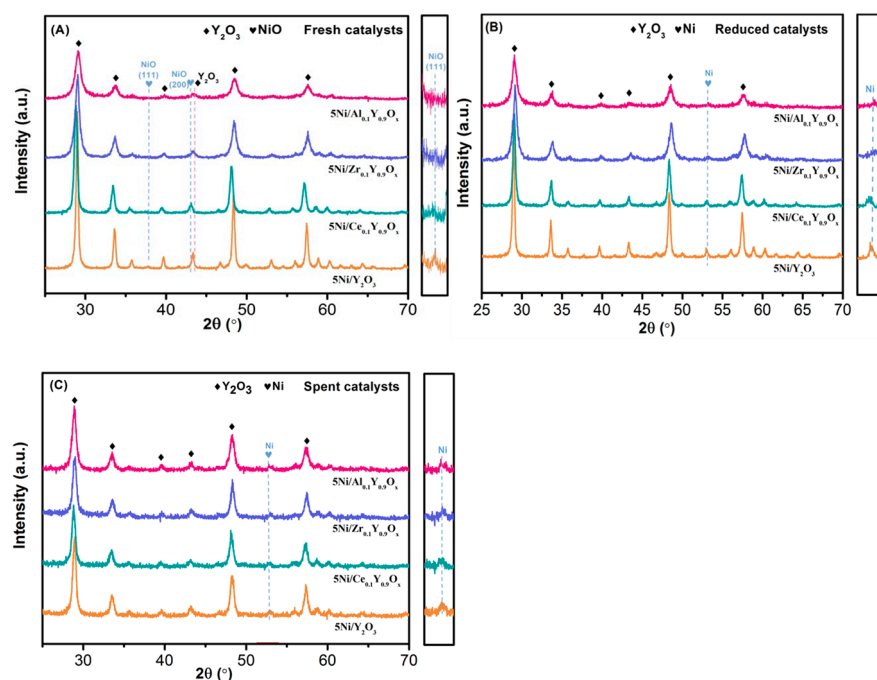 (A)
♦ Y₂O₃ ♥ NiO Fresh catalysts
NiO
(111)
NiO
(200)
Y₂O₃
5Ni/Al₀.₁Y₀.₉Oₓ
5Ni/Zr₀.₁Y₀.₉Oₓ
5Ni/Ce₀.₁Y₀.₉Oₓ
5Ni/Y₂O₃
Intensity (a.u.)
30 40 50 60 70
2θ (°)
NiO
(111)
(B)
♦ Y₂O₃ ♥ Ni Reduced catalysts
Ni
5Ni/Al₀.₁Y₀.₉Oₓ
5Ni/Zr₀.₁Y₀.₉Oₓ
5Ni/Ce₀.₁Y₀.₉Oₓ
5Ni/Y₂O₃
Intensity (a.u.)
25 30 35 40 45 50 55 60 65 70
2θ (°)
Ni
(C)
♦ Y₂O₃ ♥ Ni Spent catalysts
Ni
5Ni/Al₀.₁Y₀.₉Oₓ
5Ni/Zr₀.₁Y₀.₉Oₓ
5Ni/Ce₀.₁Y₀.₉Oₓ
5Ni/Y₂O₃
Intensity (a.u.)
30 40 50 60 70
2θ (°)
Ni